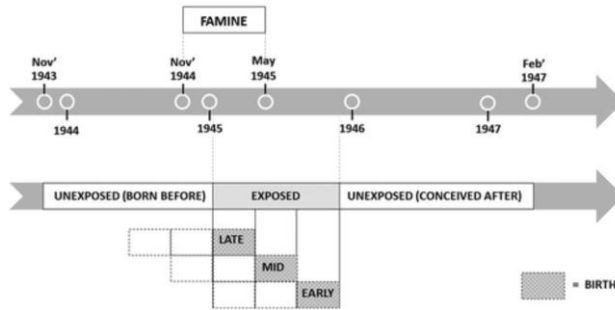 FAMINE
Nov’
1943
Nov’
1944
May
1945
Feb’
1947
1944
1945
1946
1947
UNEXPOSED (BORN BEFORE)
EXPOSED
UNEXPOSED (CONCEIVED AFTER)
LATE
MID
EARLY
= BIRTH